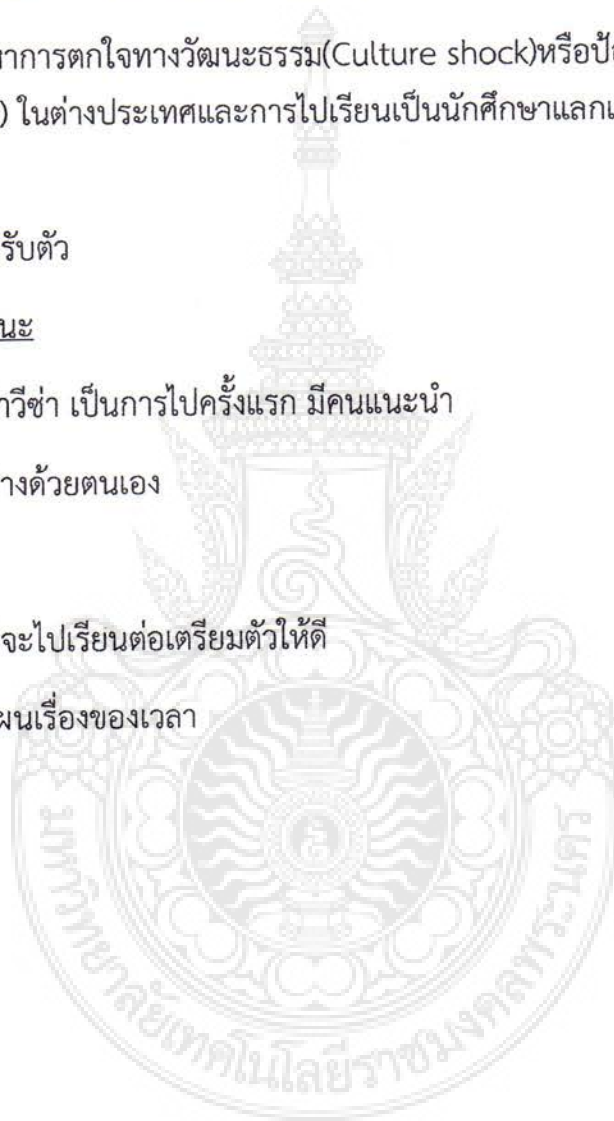 าการตกใจทางวัฒนะธรรม(Culture shock)หรือป้
) ในต่างประเทศและการไปเรียนเป็นนักศึกษาแลกเ
รับตัว
นะ
าวีซ่า เป็นการไปครั้งแรก มีคนแนะนำ
างด้วยตนเอง
จะไปเรียนต่อเตรียมตัวให้ดี
ผนเรื่องของเวลา
มหาวิทยาลัยเทคโนโลยีราชมงคลพระนคร